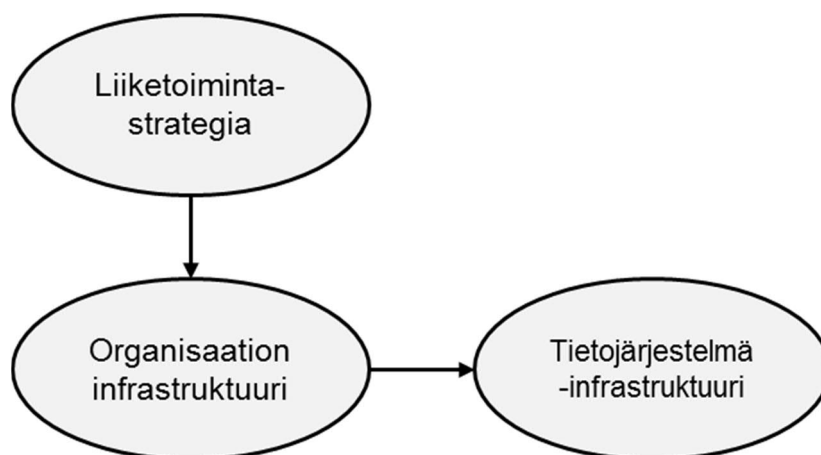 Liiketoiminta-
strategia
Organisaation
infrastruktuuri
Tietojärjestelmä
-infrastruktuuri